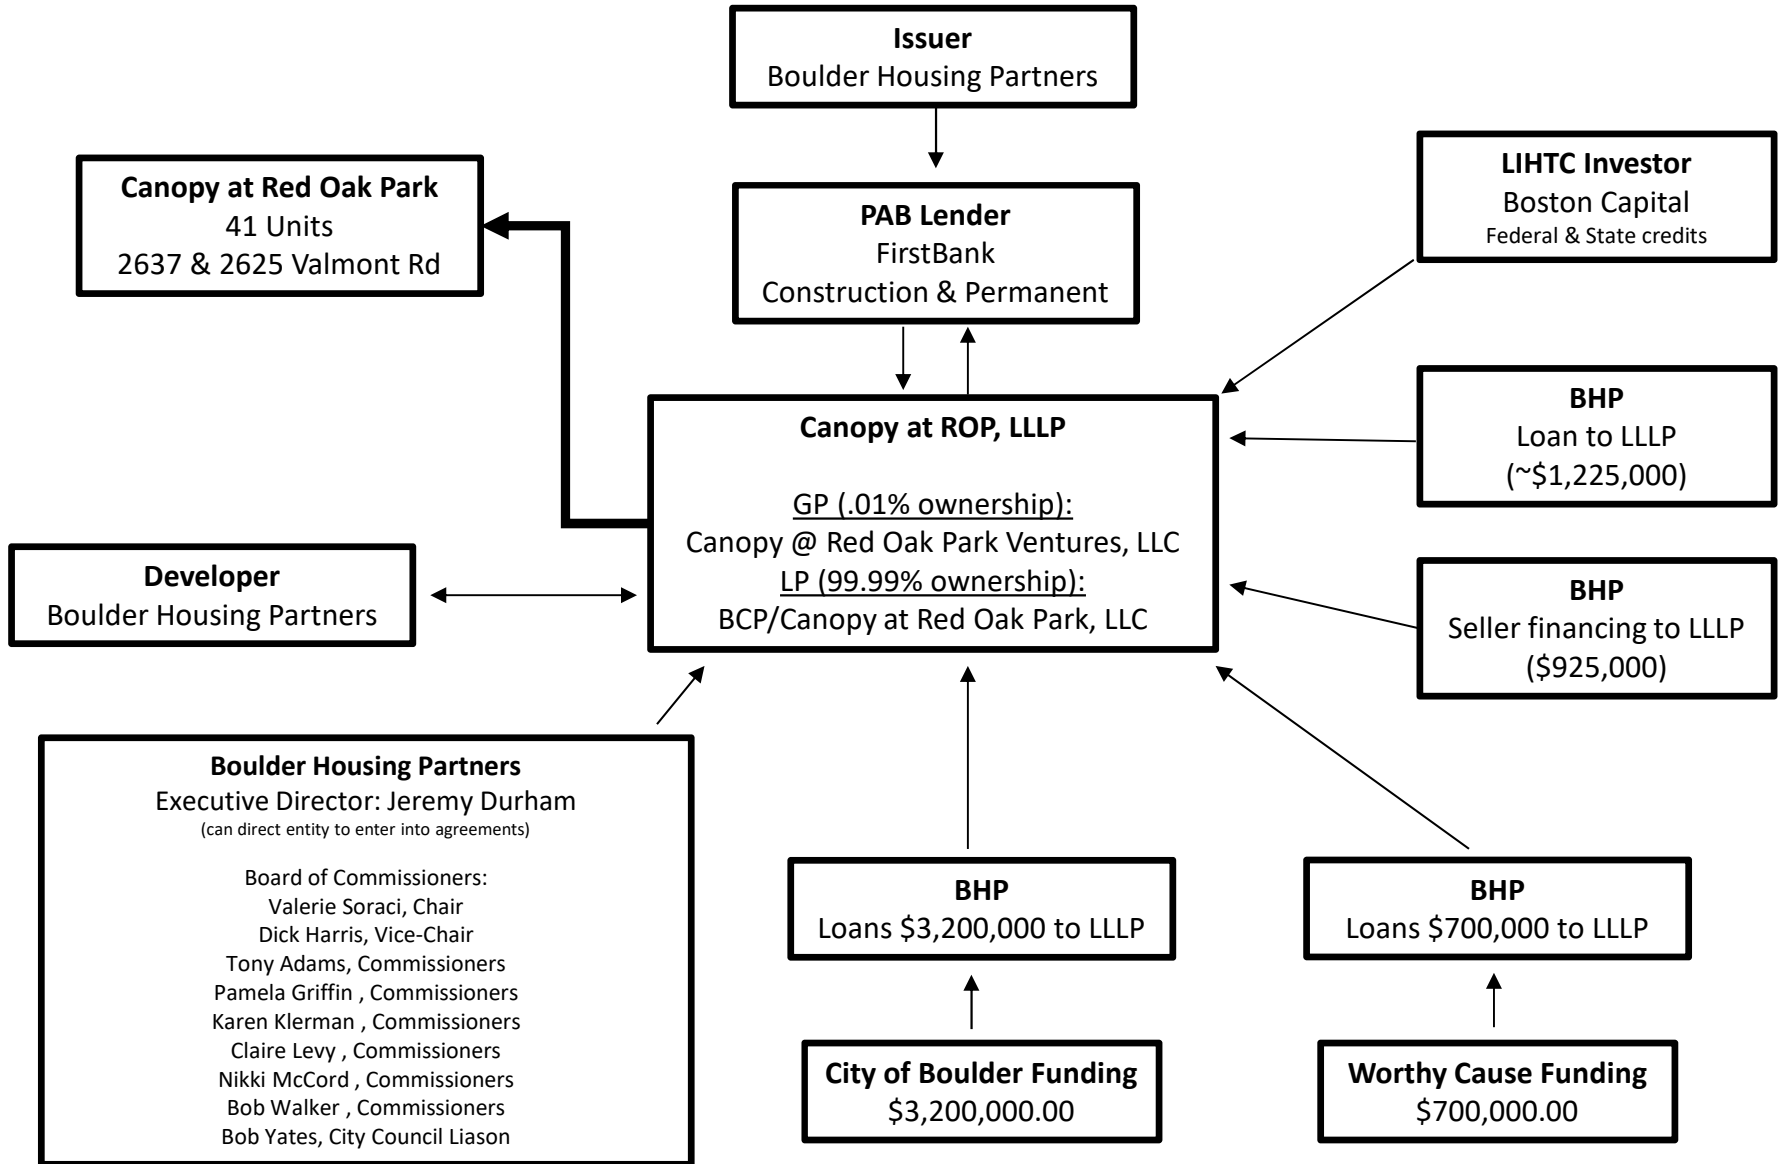 Issuer
Boulder Housing Partners
Canopy at Red Oak Park
41 Units
2637 & 2625 Valmont Rd
PAB Lender
FirstBank
Construction & Permanent
LIHTC Investor
Boston Capital
Federal & State credits
BHP
Loan to LLLP
(~$1,225,000)
Canopy at ROP, LLLP
GP (.01% ownership):
Canopy @ Red Oak Park Ventures, LLC
LP (99.99% ownership):
BCP/Canopy at Red Oak Park, LLC
Developer
Boulder Housing Partners
BHP
Seller financing to LLLP
($925,000)
Boulder Housing Partners
Executive Director: Jeremy Durham
(can direct entity to enter into agreements)
Board of Commissioners:
Valerie Soraci, Chair
Dick Harris, Vice-Chair
Tony Adams, Commissioners
Pamela Griffin , Commissioners
Karen Klerman , Commissioners
Claire Levy , Commissioners
Nikki McCord , Commissioners
Bob Walker , Commissioners
Bob Yates, City Council Liason
BHP
Loans $3,200,000 to LLLP
BHP
Loans $700,000 to LLLP
City of Boulder Funding
$3,200,000.00
Worthy Cause Funding
$700,000.00